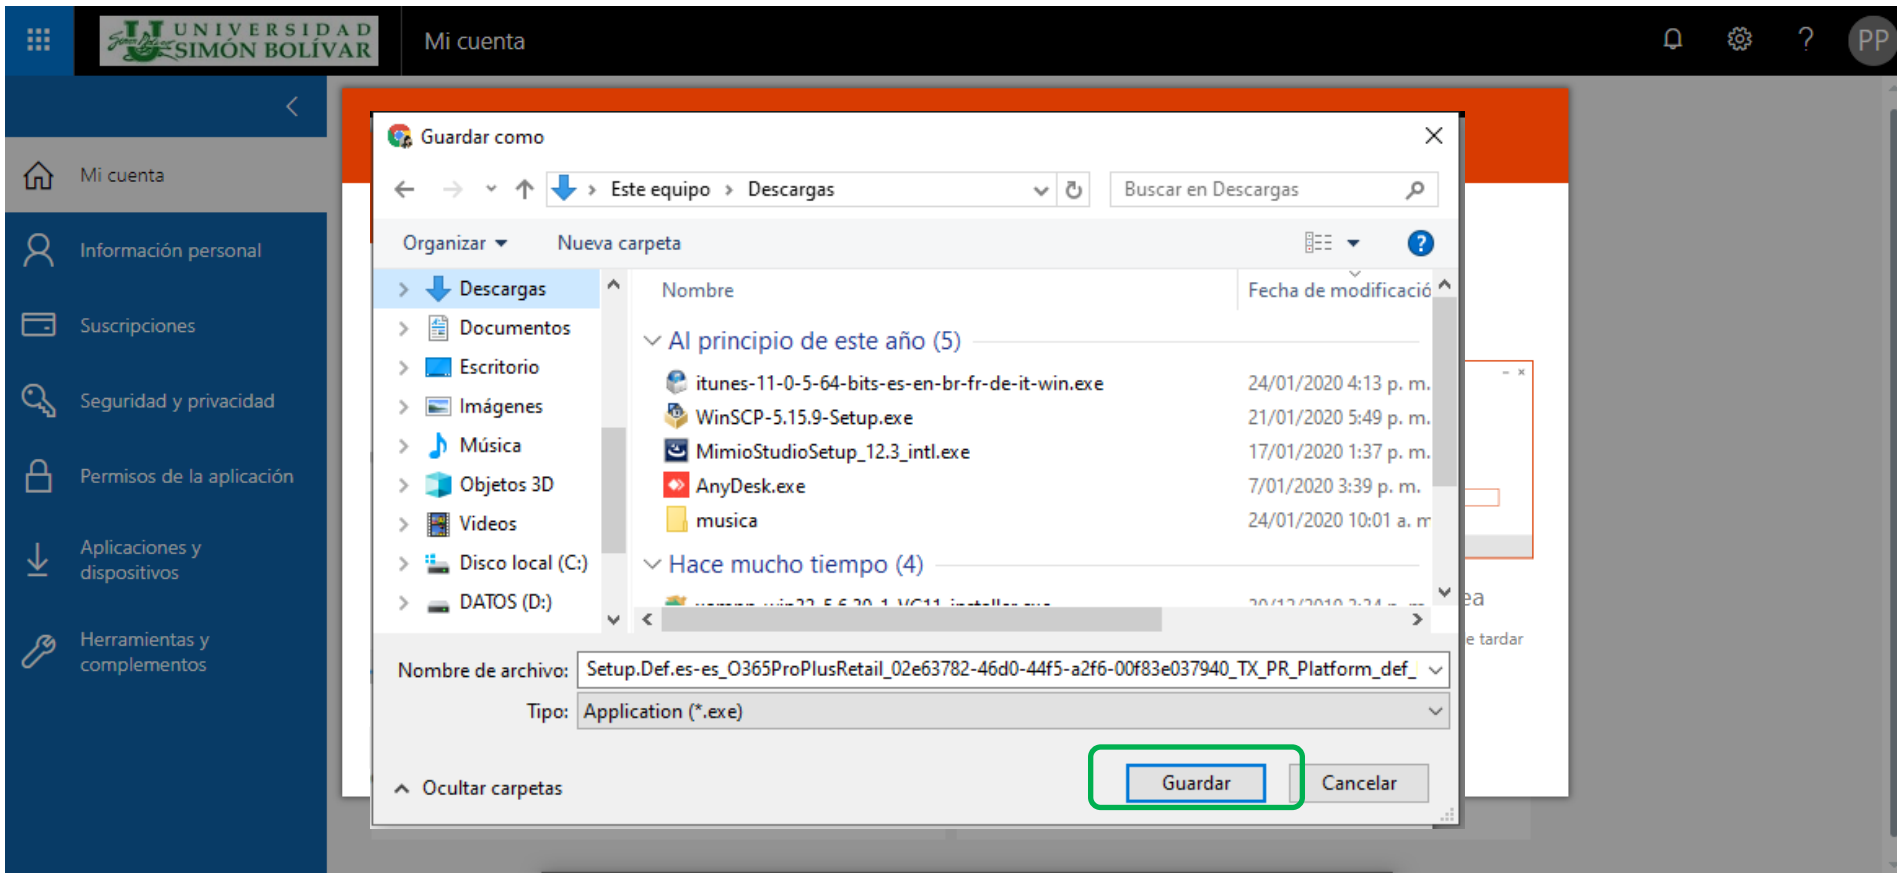 UNIVERSIDAD
SIMÓN BOLÍVAR
Mi cuenta
?
PP
Mi cuenta
Información personal
Suscripciones
Seguridad y privacidad
Permisos de la aplicación
Aplicaciones y
dispositivos
Herramientas y
complementos
Guardar como
Este equipo > Descargas
Buscar en Descargas
Organizar
Nueva carpeta
?
Descargas
Documentos
Escritorio
Imágenes
Música
Objetos 3D
Videos
Disco local (C:)
DATOS (D:)
Nombre
Fecha de modificació
Al principio de este año (5)
itunes-11-0-5-64-bits-es-en-br-fr-de-it-win.exe 24/01/2020 4:13 p. m.
WinSCP-5.15.9-Setup.exe 21/01/2020 5:49 p. m.
MimioStudioSetup_12.3_intl.exe 17/01/2020 1:37 p. m.
AnyDesk.exe 7/01/2020 3:39 p. m.
musica 24/01/2020 10:01 a. m
Hace mucho tiempo (4)
ea
e tardar
Nombre de archivo: Setup.Def.es-es_O365ProPlusRetail_02e63782-46d0-44f5-a2f6-00f83e037940_TX_PR_Platform_def_
Tipo: Application (*.exe)
Ocultar carpetas
Guardar
Cancelar